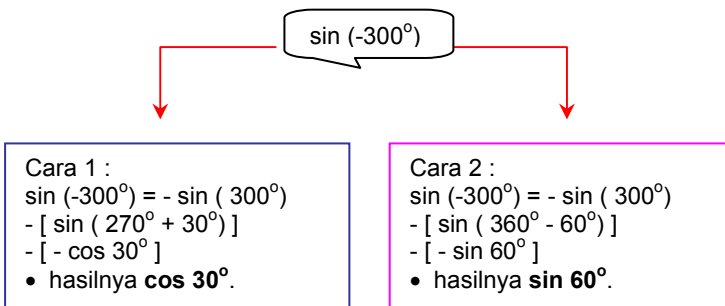 sin (-300°)
Cara 1 :
sin (-300°) = - sin ( 300°)
- [ sin ( 270° + 30°) ]
- [ - cos 30° ]
• hasilnya cos 30°.
Cara 2 :
sin (-300°) = - sin ( 300°)
- [ sin ( 360° - 60°) ]
- [ - sin 60° ]
• hasilnya sin 60°.